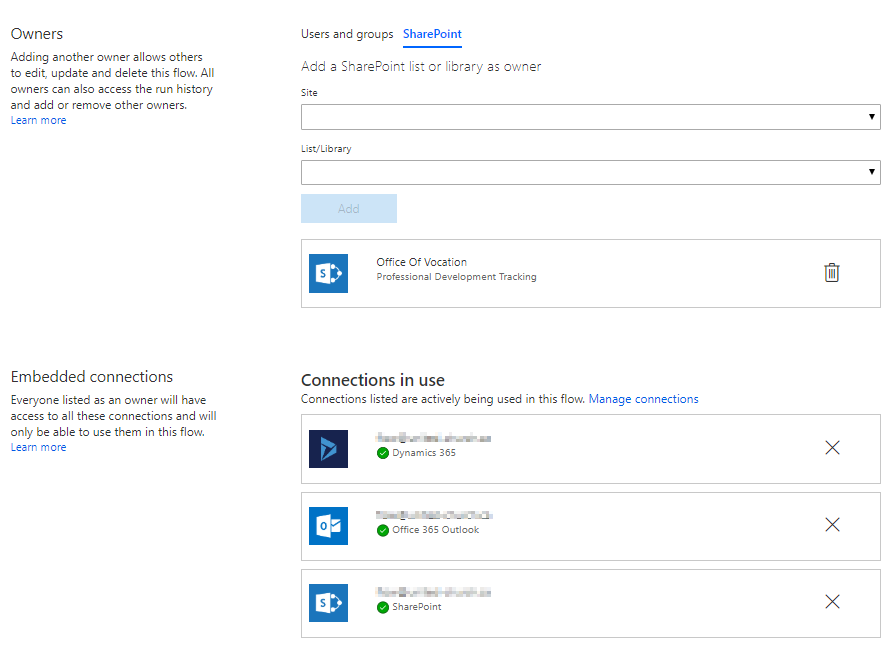 Owners
Adding another owner allows others
to edit, update and delete this flow. All
owners can also access the run history
and add or remove other owners.
Learn more
Users and groups SharePoint
Add a SharePoint list or library as owner
Site
List/Library
Add
Office Of Vocation
Professional Development Tracking
Embedded connections
Everyone listed as an owner will have
access to all these connections and will
only be able to use them in this flow.
Learn more
Connections in use
Connections listed are actively being used in this flow. Manage connections
Dynamics 365
Office 365 Outlook
SharePoint